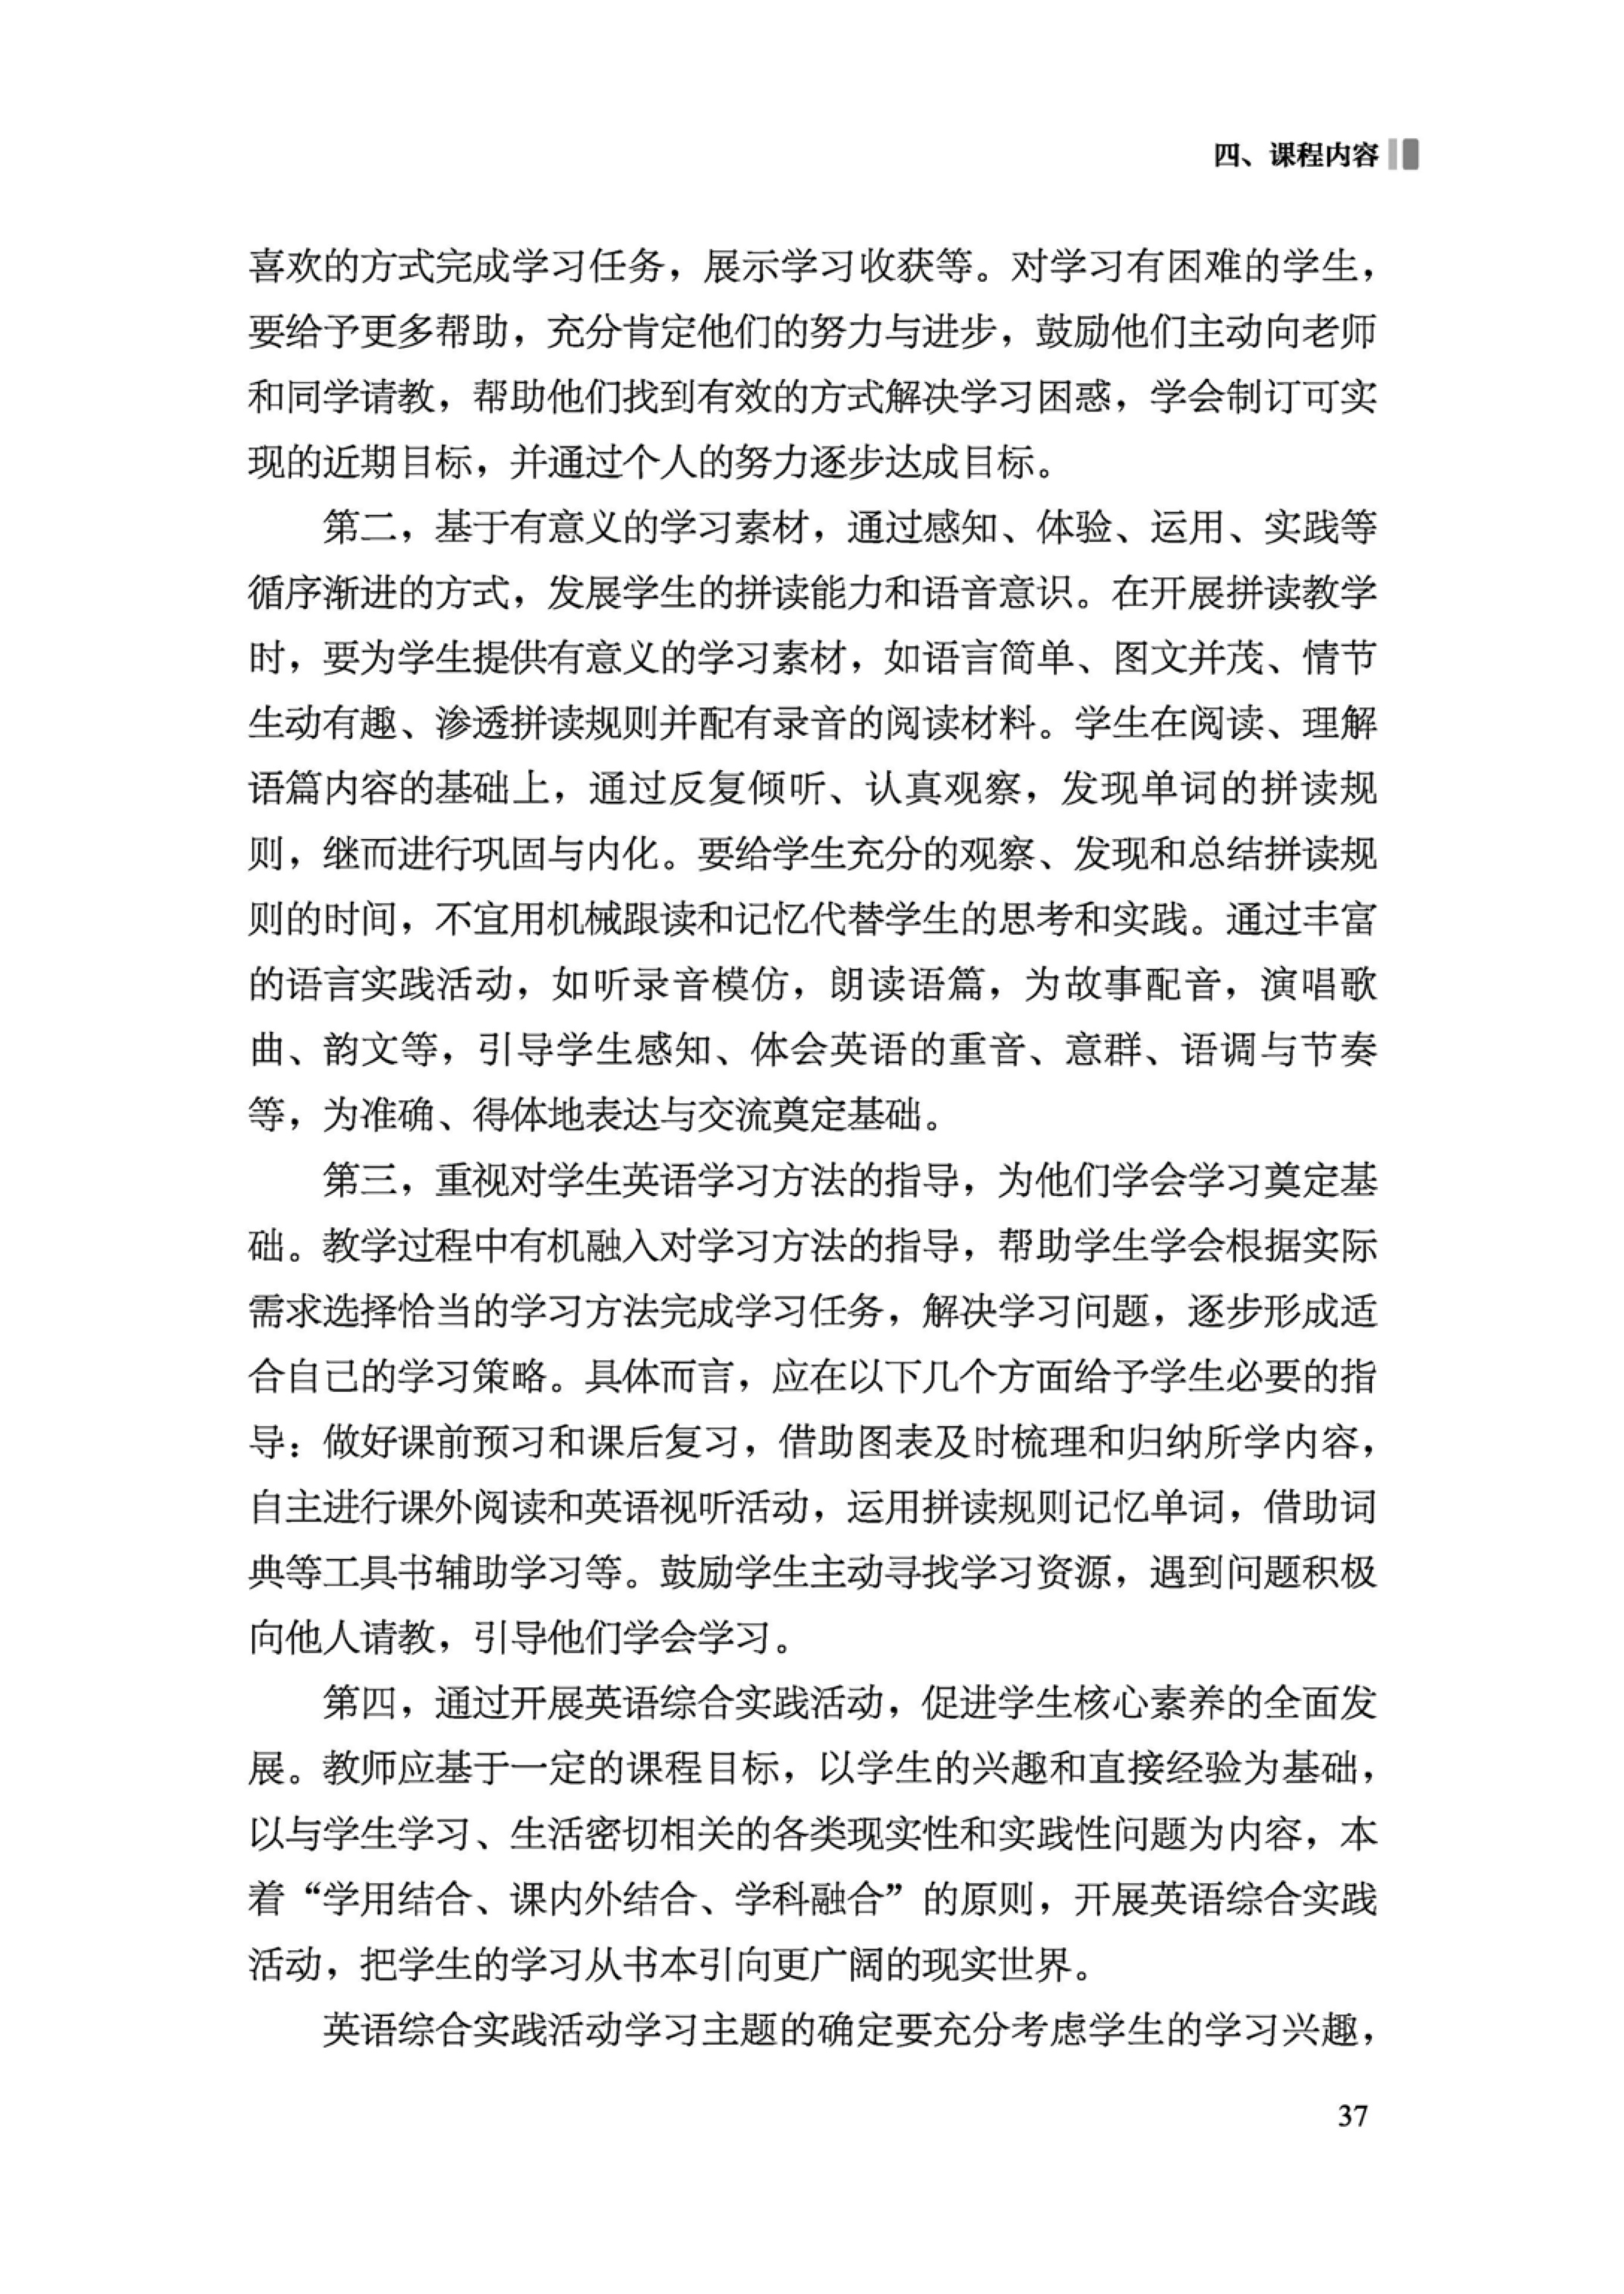 四、课程内容
喜欢的方式完成学习任务，展示学习收获等。对学习有困难的学生，
要给予更多帮助，充分肯定他们的努力与进步，鼓励他们主动向老师
和同学请教，帮助他们找到有效的方式解决学习困惑，学会制订可实
现的近期目标，并通过个人的努力逐步达成目标。
第二，基于有意义的学习素材，通过感知、体验、运用、实践等
循序渐进的方式，发展学生的拼读能力和语音意识。在开展拼读教学
时，要为学生提供有意义的学习素材，如语言简单、图文并茂、情节
生动有趣、渗透拼读规则并配有录音的阅读材料。学生在阅读、理解
语篇内容的基础上，通过反复倾听、认真观察，发现单词的拼读规
则，继而进行巩固与内化。要给学生充分的观察、发现和总结拼读规
则的时间，不宜用机械跟读和记忆代替学生的思考和实践。通过丰富
的语言实践活动，如听录音模仿，朗读语篇，为故事配音，演唱歌
曲、韵文等，引导学生感知、体会英语的重音、意群、语调与节奏
等，为准确、得体地表达与交流奠定基础。
第三，重视对学生英语学习方法的指导，为他们学会学习奠定基
础。教学过程中有机融入对学习方法的指导，帮助学生学会根据实际
需求选择恰当的学习方法完成学习任务，解决学习问题，逐步形成适
合自己的学习策略。具体而言，应在以下几个方面给予学生必要的指
导：做好课前预习和课后复习，借助图表及时梳理和归纳所学内容，
自主进行课外阅读和英语视听活动，运用拼读规则记忆单词，借助词
典等工具书辅助学习等。鼓励学生主动寻找学习资源，遇到问题积极
向他人请教，引导他们学会学习。
第四，通过开展英语综合实践活动，促进学生核心素养的全面发
展。教师应基于一定的课程目标，以学生的兴趣和直接经验为基础，
以与学生学习、生活密切相关的各类现实性和实践性问题为内容，本
着“学用结合、课内外结合、学科融合”的原则，开展英语综合实践
活动，把学生的学习从书本引向更广阔的现实世界。
英语综合实践活动学习主题的确定要充分考虑学生的学习兴趣，
37